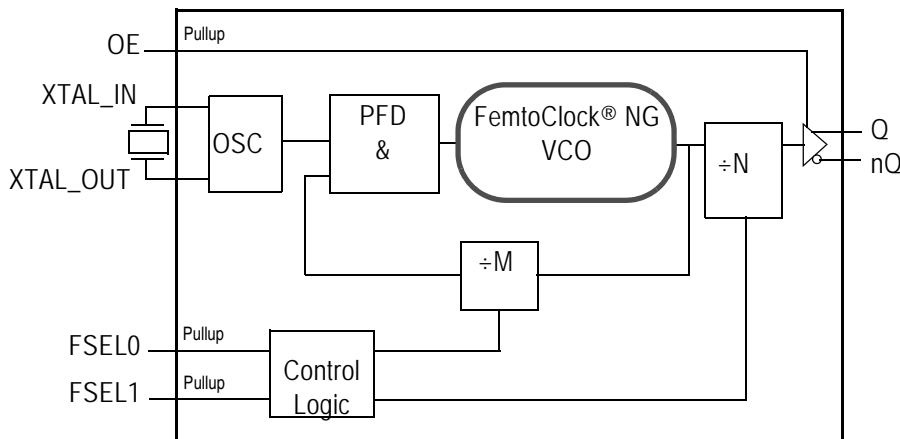 OE
Pullup
XTAL_IN
XTAL_OUT
OSC
PFD
&
FemtoClock® NG
VCO
÷N
Q
nQ
÷M
FSEL0
Pullup
FSEL1
Pullup
Control
Logic